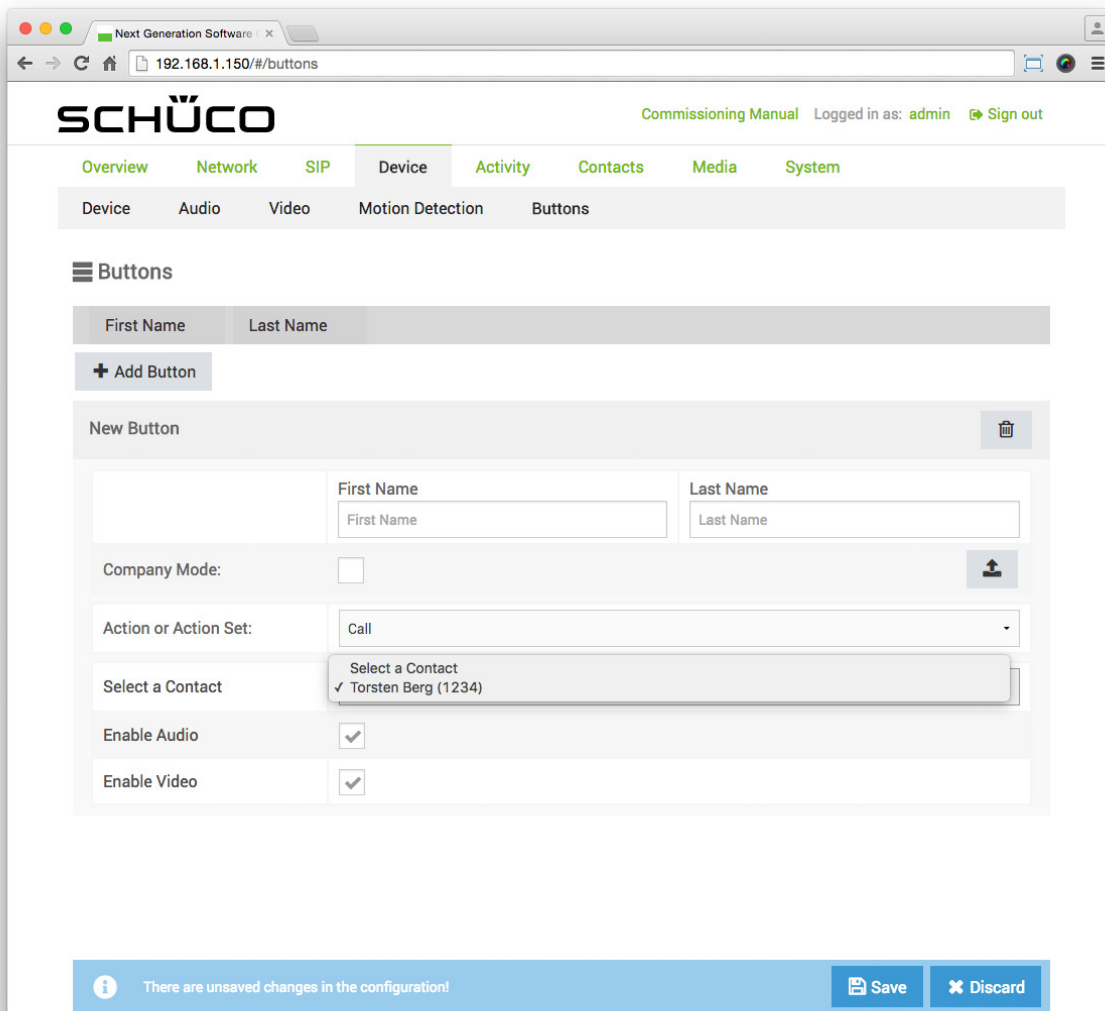 Next Generation Software
192.168.1.150/#/buttons
SCHÜCO
Commissioning Manual Logged in as: admin Sign out
Overview Network SIP Device Activity Contacts Media System
Device Audio Video Motion Detection Buttons
Buttons
First Name Last Name
Add Button
New Button
First Name Last Name
First Name Last Name
Company Mode:
Action or Action Set: Call
Select a Contact
Select a Contact ✓ Torsten Berg (1234)
Enable Audio
Enable Video
There are unsaved changes in the configuration! Save Discard